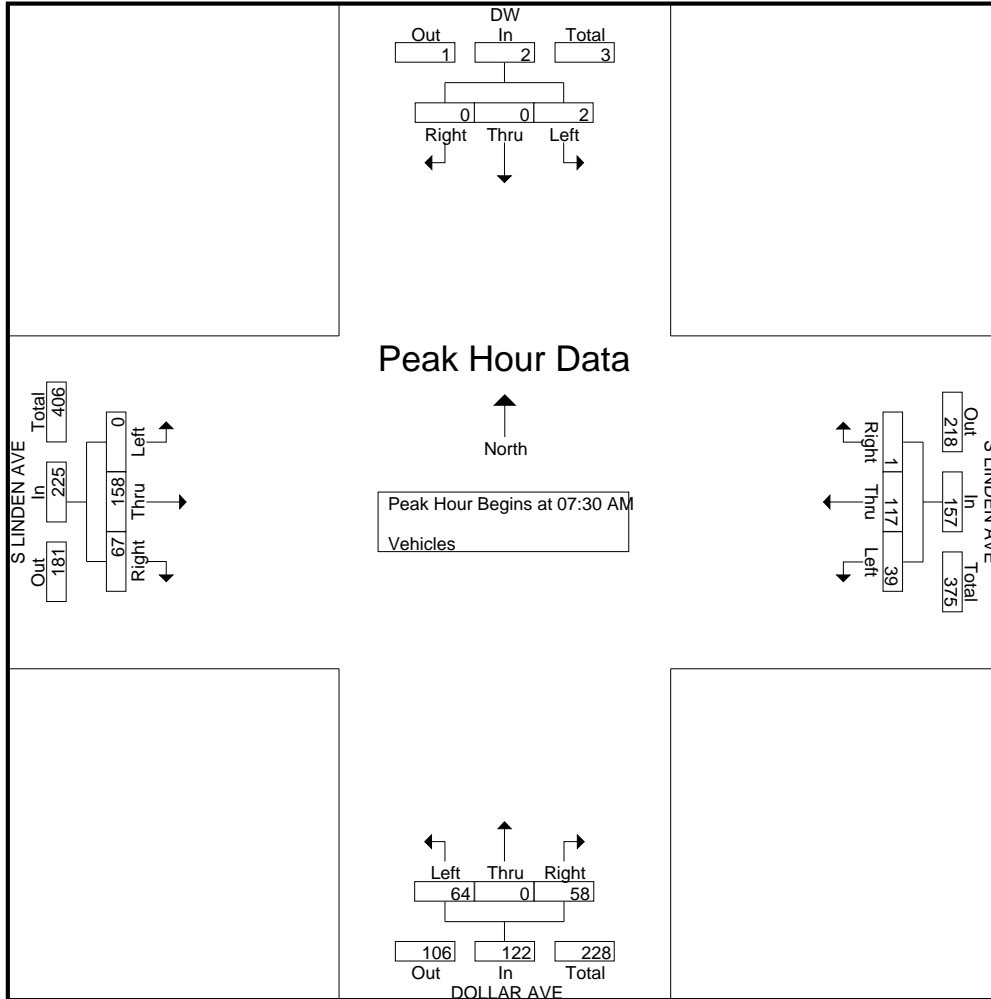 DW
Out In Total
1 2 3
0 0 2
Right Thru Left
Peak Hour Data
North
Peak Hour Begins at 07:30 AM
Vehicles
S LINDEN AVE
Out In Total
181 225 406
Left Thru Right
0 158 67
S LINDEN AVE
Out In Total
218 157 375
Right Thru Left
1 117 39
Left Thru Right
64 0 58
106 122 228
Out In Total
DOLLAR AVE